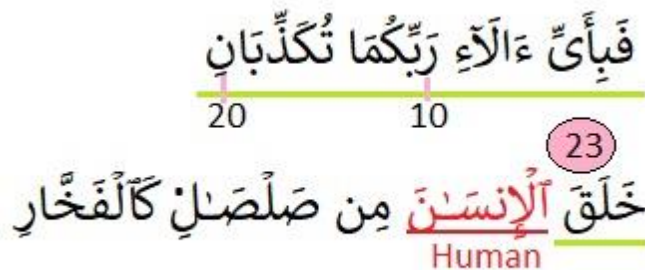 فَبِأَىِّ ءَالَآءِ رَبِّكُمَا تُكَذِّبَانِ
20 10
23
خَلَقَ ٱلْإِنسَـٰنَ مِن صَلْصَـٰلٍۢ كَٱلْفَخَّارِ
Human